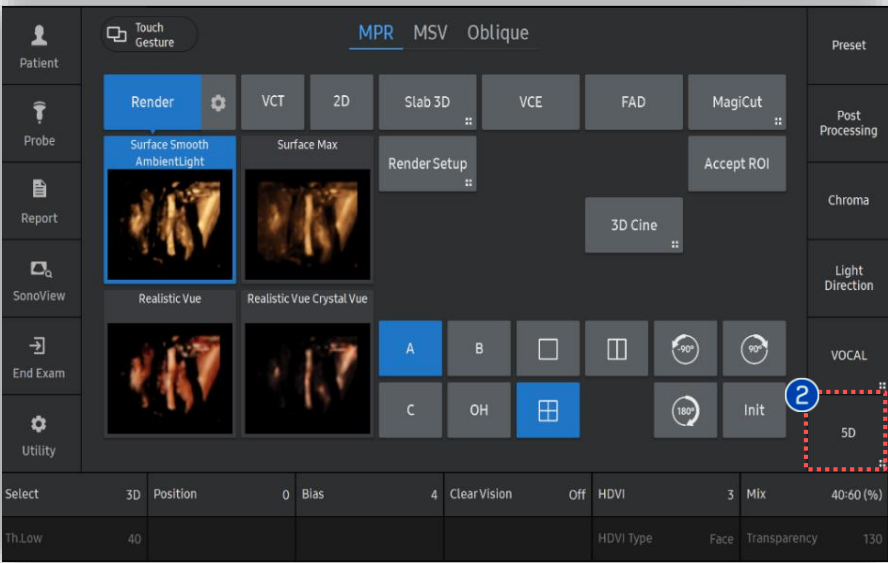 Patient
Probe
Report
SonoView
End Exam
Utility
Touch
Gesture
MPR MSV Oblique
Render VCT 2D Slab 3D VCE FAD MagiCut
Surface Smooth
AmbientLight
Surface Max
Render Setup
Accept ROI
3D Cine
Realistic Vue
Realistic Vue Crystal Vue
A B -90° 90°
C OH 180° Init
Preset
Post
Processing
Chroma
Light
Direction
VOCAL
2
5D
Select 3D Position 0 Bias 4 ClearVision Off HDVI 3 Mix 40:60 (%)
Th.Low 40 HDVI Type Face Transparency 130